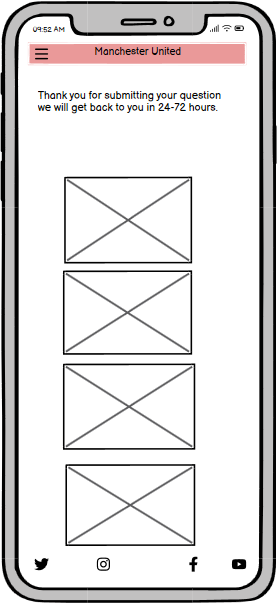 09:52 AM
Manchester United
Thank you for submitting your question
we will get back to you in 24-72 hours.